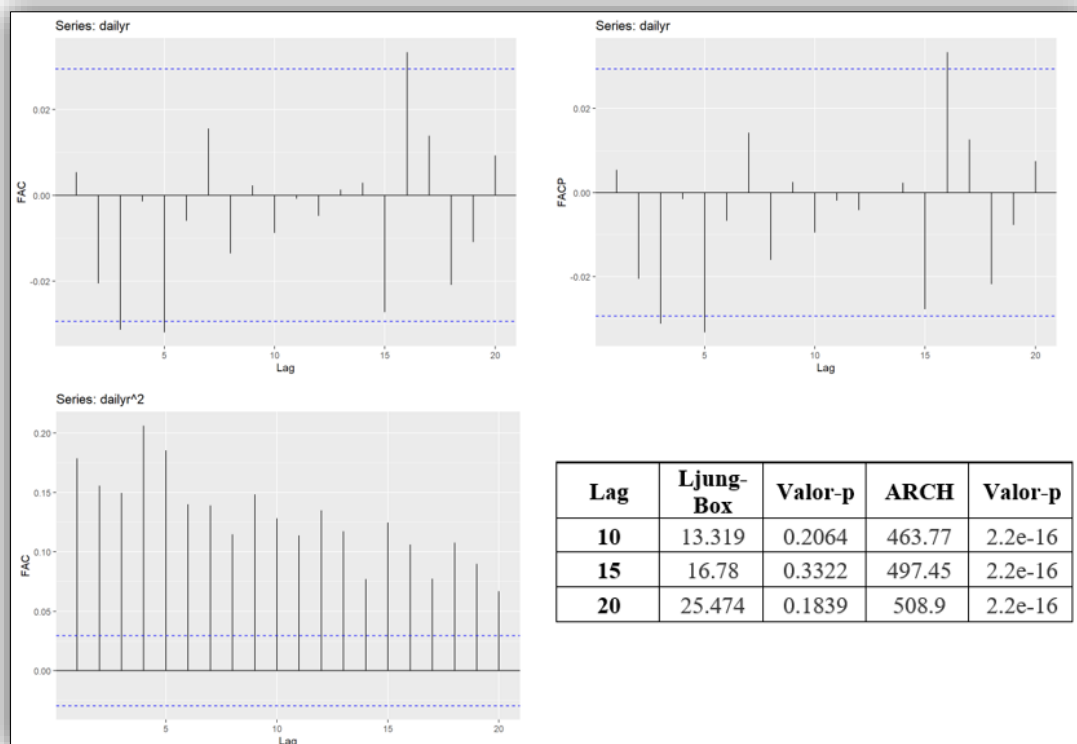 Series: dailyr
FAC
0.02
0.00
-0.02
5
10
15
20
Lag
Series: dailyr
FACP
0.02
0.00
-0.02
5
10
15
20
Lag
Series: dailyr^2
FAC
0.20
0.15
0.10
0.05
0.00
5
10
15
20
Lag
Lag Ljung-Box Valor-p ARCH Valor-p
10 13.319 0.2064 463.77 2.2e-16
15 16.78 0.3322 497.45 2.2e-16
20 25.474 0.1839 508.9 2.2e-16